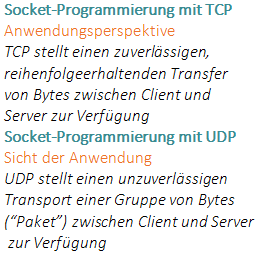 Socket-Programmierung mit TCP
Anwendungsperspektive
TCP stellt einen zuverlässigen,
reihenfolgeerhaltenden Transfer
von Bytes zwischen Client und
Server zur Verfügung
Socket-Programmierung mit UDP
Sicht der Anwendung
UDP stellt einen unzuverlässigen
Transport einer Gruppe von Bytes
(“Paket”) zwischen Client und Server
zur Verfügung